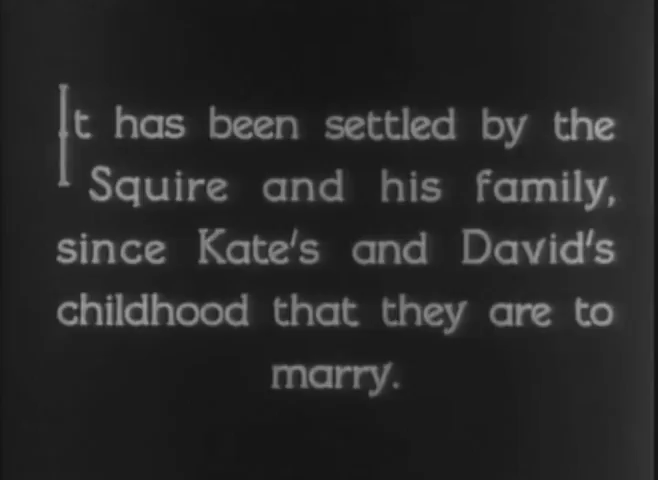 It has been settled by the
Squire and his family,
since Kate's and David's
childhood that they are to
marry.